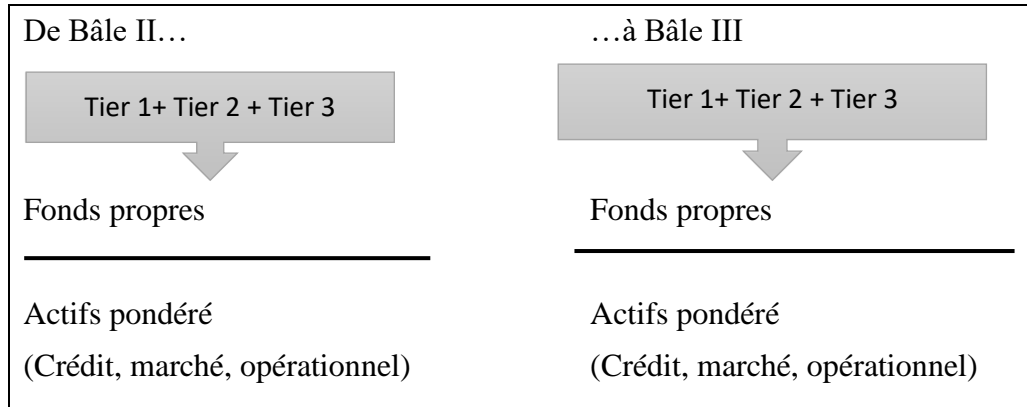 De Bâle II…
Tier 1+ Tier 2 + Tier 3
Fonds propres
Actifs pondéré
(Crédit, marché, opérationnel)
…à Bâle III
Tier 1+ Tier 2 + Tier 3
Fonds propres
Actifs pondéré
(Crédit, marché, opérationnel)